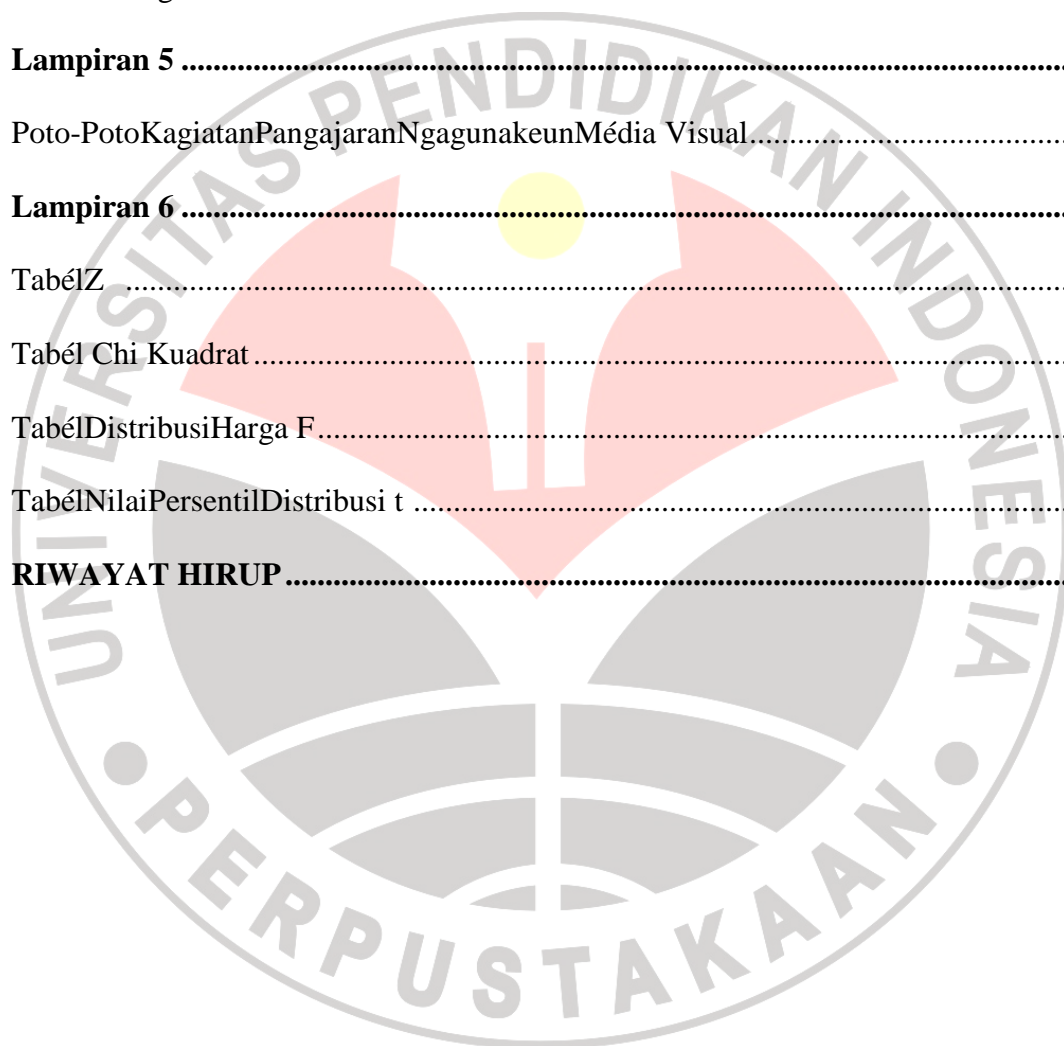 Lampiran 5 ........................................................................................................................
Poto-PotoKagiatanPangajaranNgagunakeunMédia Visual........................................
Lampiran 6 ........................................................................................................................
TabélZ ........................................................................................................................
Tabél Chi Kuadrat ........................................................................................................
TabélDistribusiHarga F................................................................................................
TabélNilaiPersentilDistribusi t ....................................................................................
RIWAYAT HIRUP ..........................................................................................................
UNIVERSITAS PENDIDIKAN INDONESIA
PERPUSTAKAAN